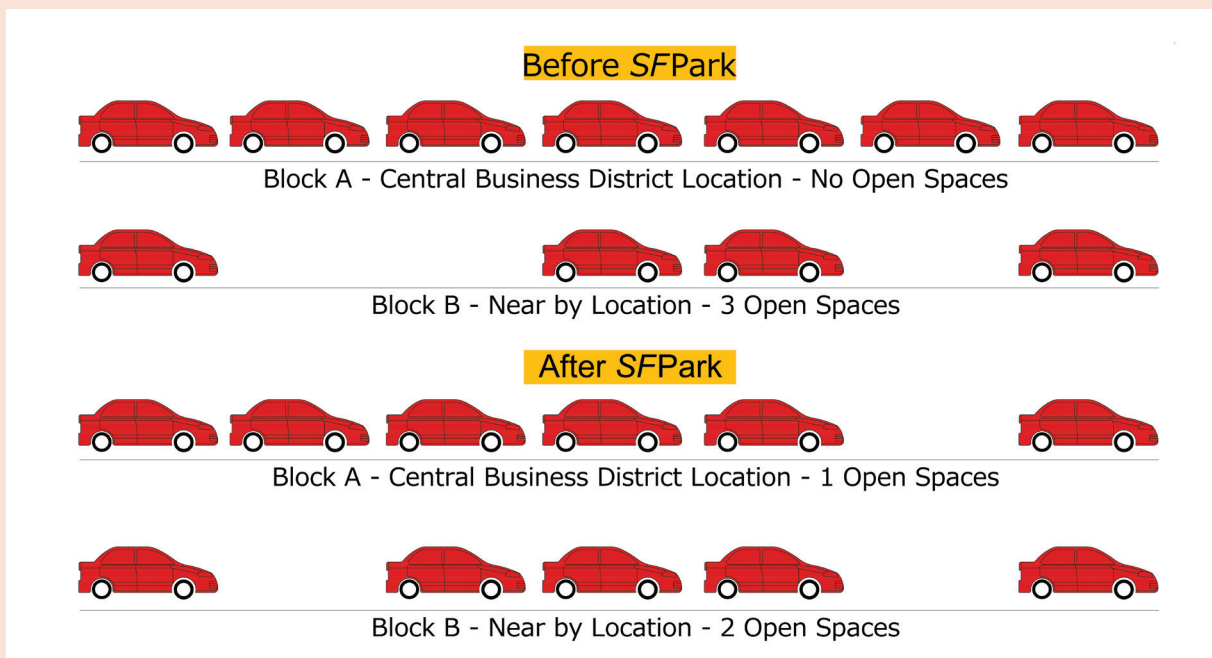 Before SFPark
Block A - Central Business District Location - No Open Spaces
Block B - Near by Location - 3 Open Spaces
After SFPark
Block A - Central Business District Location - 1 Open Spaces
Block B - Near by Location - 2 Open Spaces